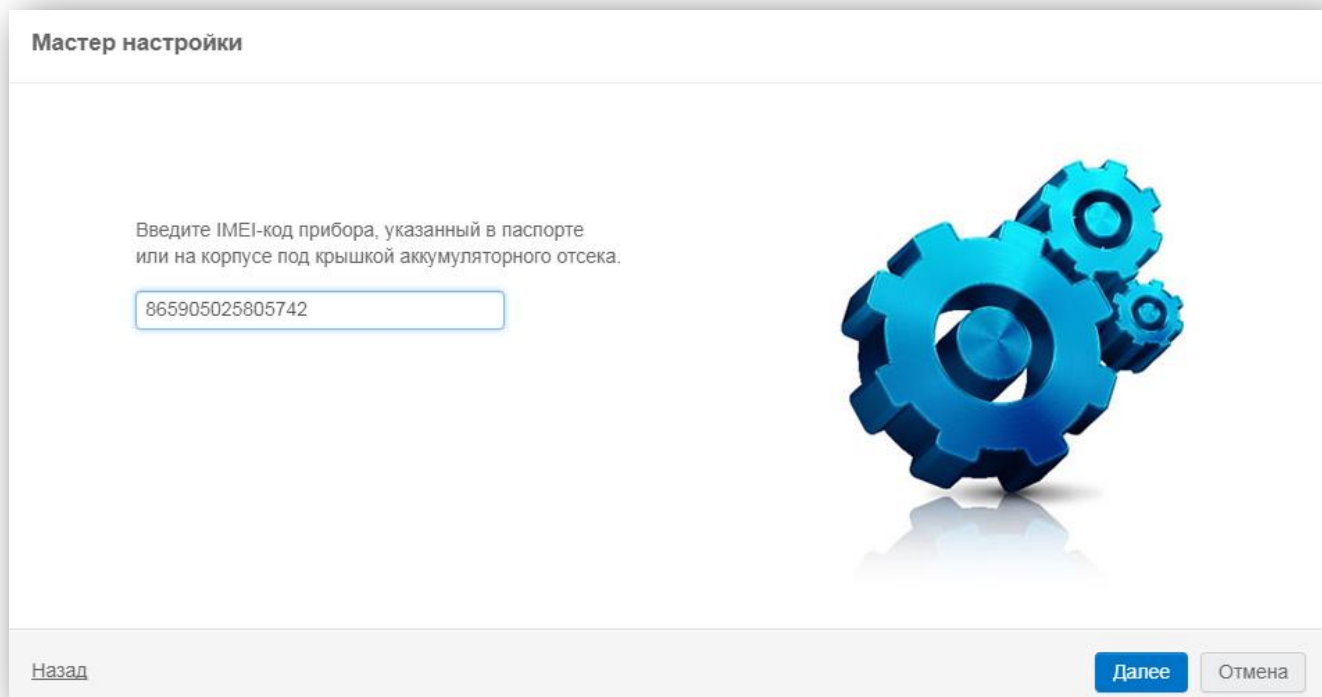 Мастер настройки
Введите IMEI-код прибора, указанный в паспорте
или на корпусе под крышкой аккумуляторного отсека.
865905025805742
Назад
Далее
Отмена